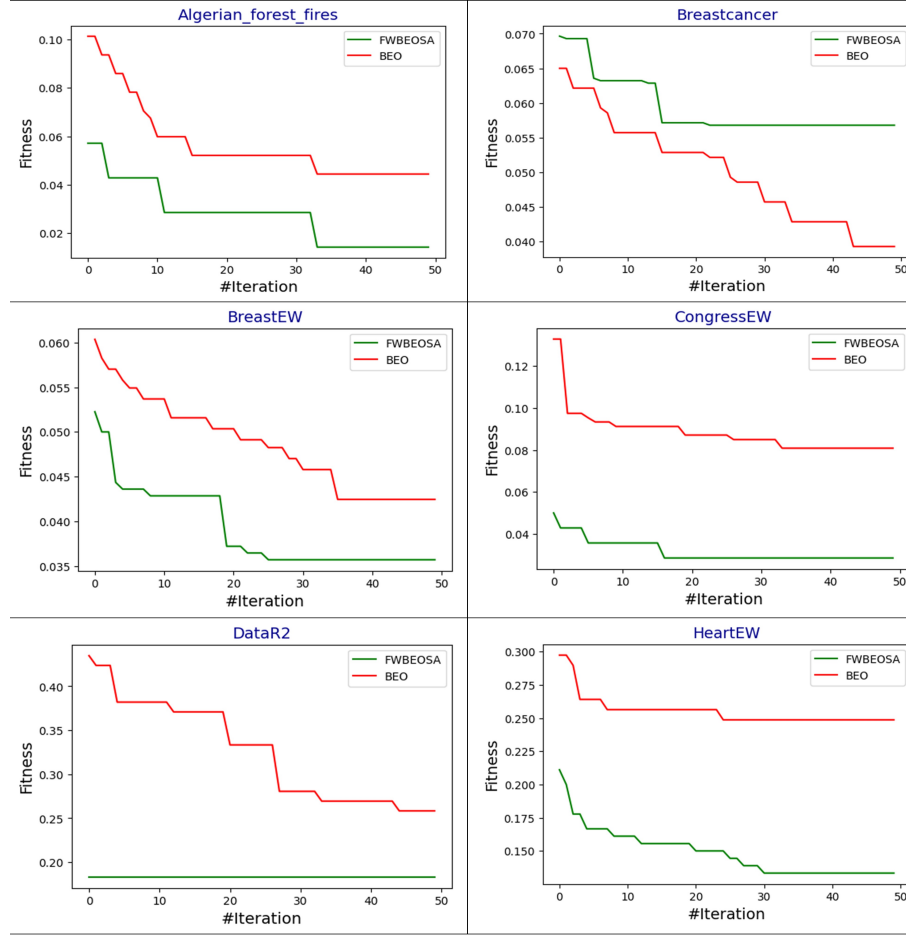 Algerian_forest_fires
FWBEOSA
BEO
0.10
0.08
0.06
0.04
0.02
Fitness
0 10 20 30 40 50
#Iteration
Breastcancer
FWBEOSA
BEO
0.070
0.065
0.060
0.055
0.050
0.045
0.040
Fitness
0 10 20 30 40 50
#Iteration
BreastEW
FWBEOSA
BEO
0.060
0.055
0.050
0.045
0.040
0.035
Fitness
0 10 20 30 40 50
#Iteration
CongressEW
FWBEOSA
BEO
0.12
0.10
0.08
0.06
0.04
Fitness
0 10 20 30 40 50
#Iteration
DataR2
FWBEOSA
BEO
0.40
0.35
0.30
0.25
0.20
Fitness
0 10 20 30 40 50
#Iteration
HeartEW
FWBEOSA
BEO
0.300
0.275
0.250
0.225
0.200
0.175
0.150
Fitness
0 10 20 30 40 50
#Iteration